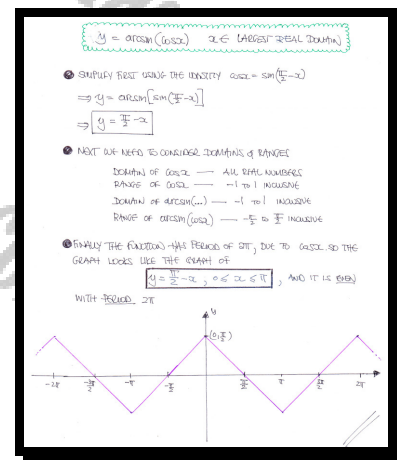 y = arcsin(cosx) x ∈ LARGEST REAL DOMAIN
SIMPLIFY FIRST USING THE IDENTITY cosx = sin(π/2 - x)
⇒ y = arcsin[sin(π/2 - x)]
⇒ y = π/2 - x
NEXT WE NEED TO CONSIDER DOMAINS & RANGES
DOMAIN OF cosx — ALL REAL NUMBERS
RANGE OF cosx — -1 TO 1 INCLUSIVE
DOMAIN OF arcsin(...) — -1 TO 1 INCLUSIVE
RANGE OF arcsin(cosx) — -π/2 TO π/2 INCLUSIVE
FINALLY THE FUNCTION HAS PERIOD OF 2π, DUE TO cosx. SO THE
GRAPH LOOKS LIKE THE GRAPH OF
y = π/2 - x, 0 ≤ x ≤ π, AND IT IS EVEN
WITH PERIOD 2π
y
(0, π/2)
-2π -3π/2 -π -π/2 π/2 π 3π/2 2π